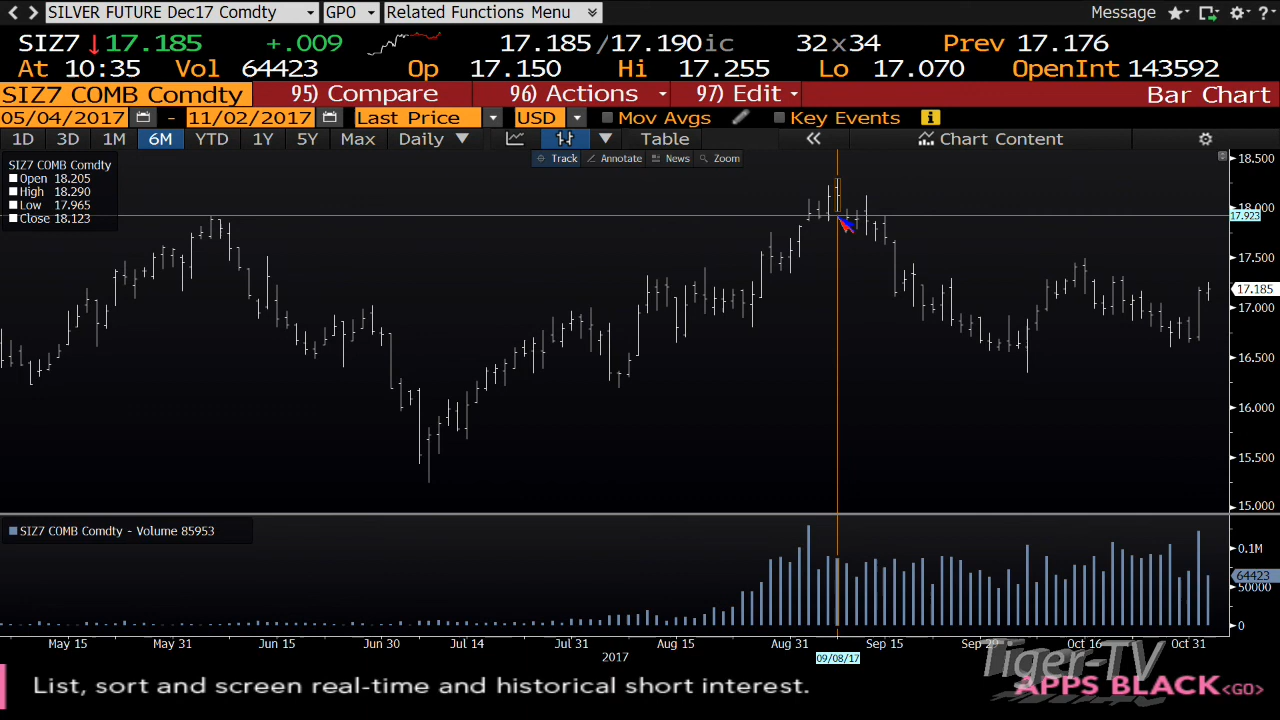 SILVER FUTURE Dec17 Comdty GPO Related Functions Menu Message ?
SIZ7 17.185 +.009 17.185/17.190ic 32x34 Prev 17.176
At 10:35 Vol 64423 Op 17.150 Hi 17.255 Lo 17.070 OpenInt 143592
SIZ7 COMB Comdty 95) Compare 96) Actions 97) Edit Bar Chart
05/04/2017 - 11/02/2017 Last Price USD Mov Avgs Key Events
1D 3D 1M 6M YTD 1Y 5Y Max Daily Table Chart Content
Track Annotate News Zoom
SIZ7 COMB Comdty
Open 18.205
High 18.290
Low 17.965
Close 18.123
18.500
18.000
17.923
17.500
17.185
17.000
16.500
16.000
15.500
15.000
SIZ7 COMB Comdty - Volume 85953
0.1M
64423
50000
0
May 15 May 31 Jun 15 Jun 30 Jul 14 Jul 31 Aug 15 Aug 31 Sep 15 Oct 16 Oct 31
2017
09/08/17
Tiger-TV
List, sort and screen real-time and historical short interest.
APPS BLACK <GO>